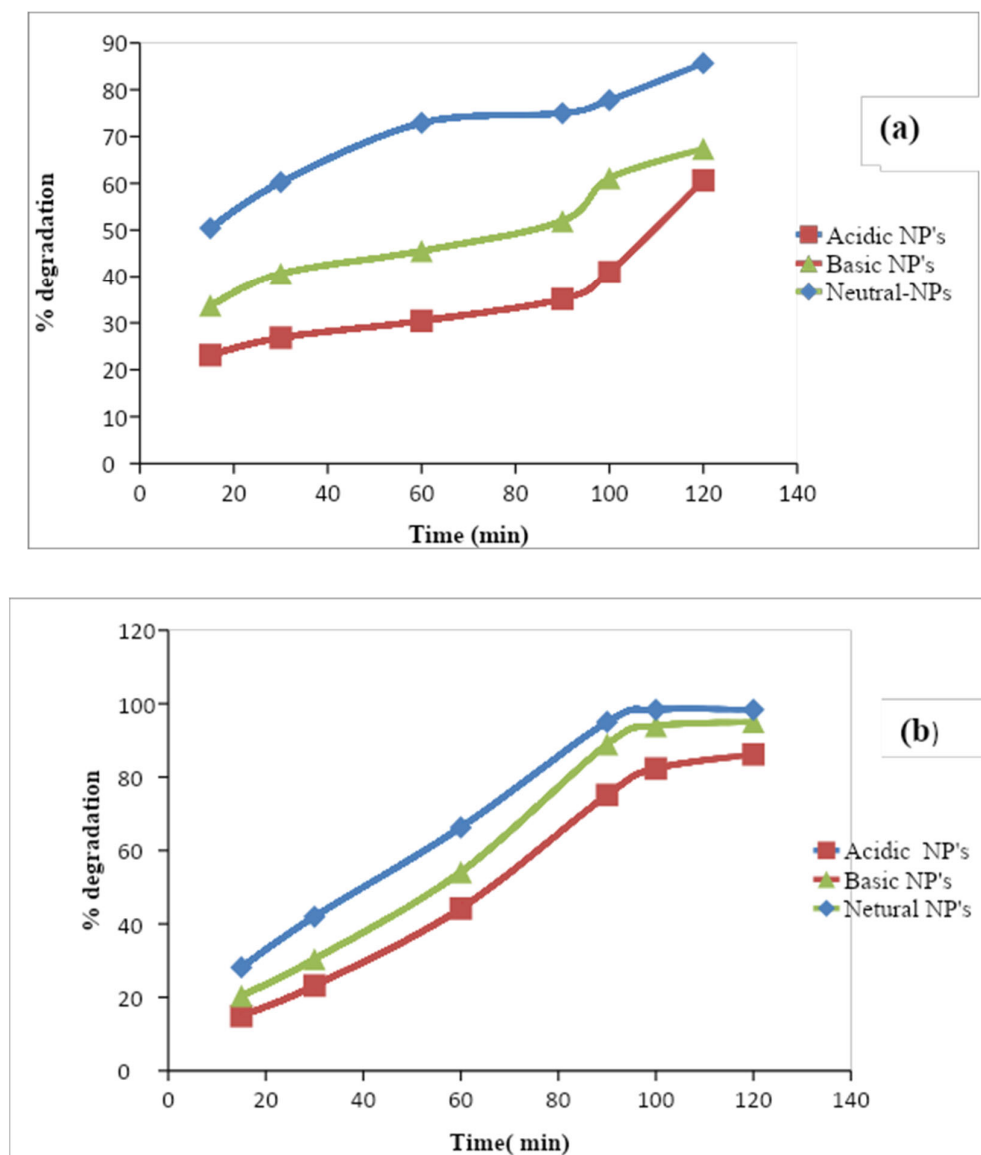 90
80
70
60
50
40
30
20
10
0
% degradation
0 20 40 60 80 100 120 140
Time (min)
(a)
Acidic NP's
Basic NP's
Neutral-NPs
120
100
80
60
40
20
0
% degradation
0 20 40 60 80 100 120 140
Time( min)
(b)
Acidic NP's
Basic NP's
Netural NP's